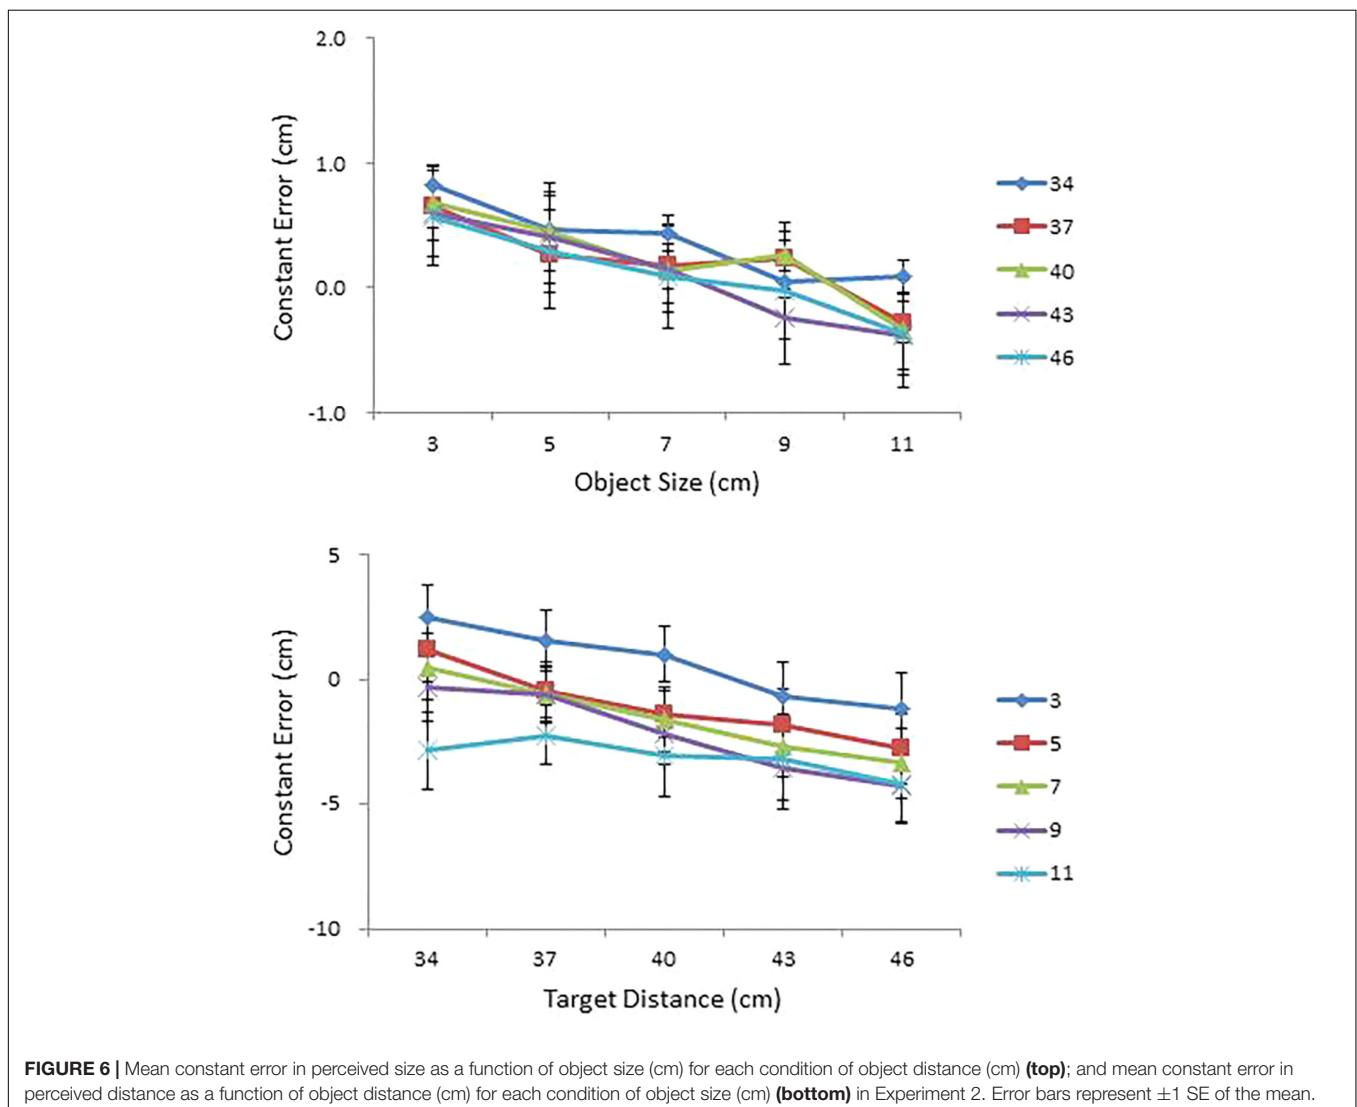 2.0
1.0
0.0
-1.0
Constant Error (cm)
3 5 7 9 11
Object Size (cm)
34
37
40
43
46
5
0
-5
-10
Constant Error (cm)
34 37 40 43 46
Target Distance (cm)
3
5
7
9
11
FIGURE 6 | Mean constant error in perceived size as a function of object size (cm) for each condition of object distance (cm) (top); and mean constant error in
perceived distance as a function of object distance (cm) for each condition of object size (cm) (bottom) in Experiment 2. Error bars represent ±1 SE of the mean.